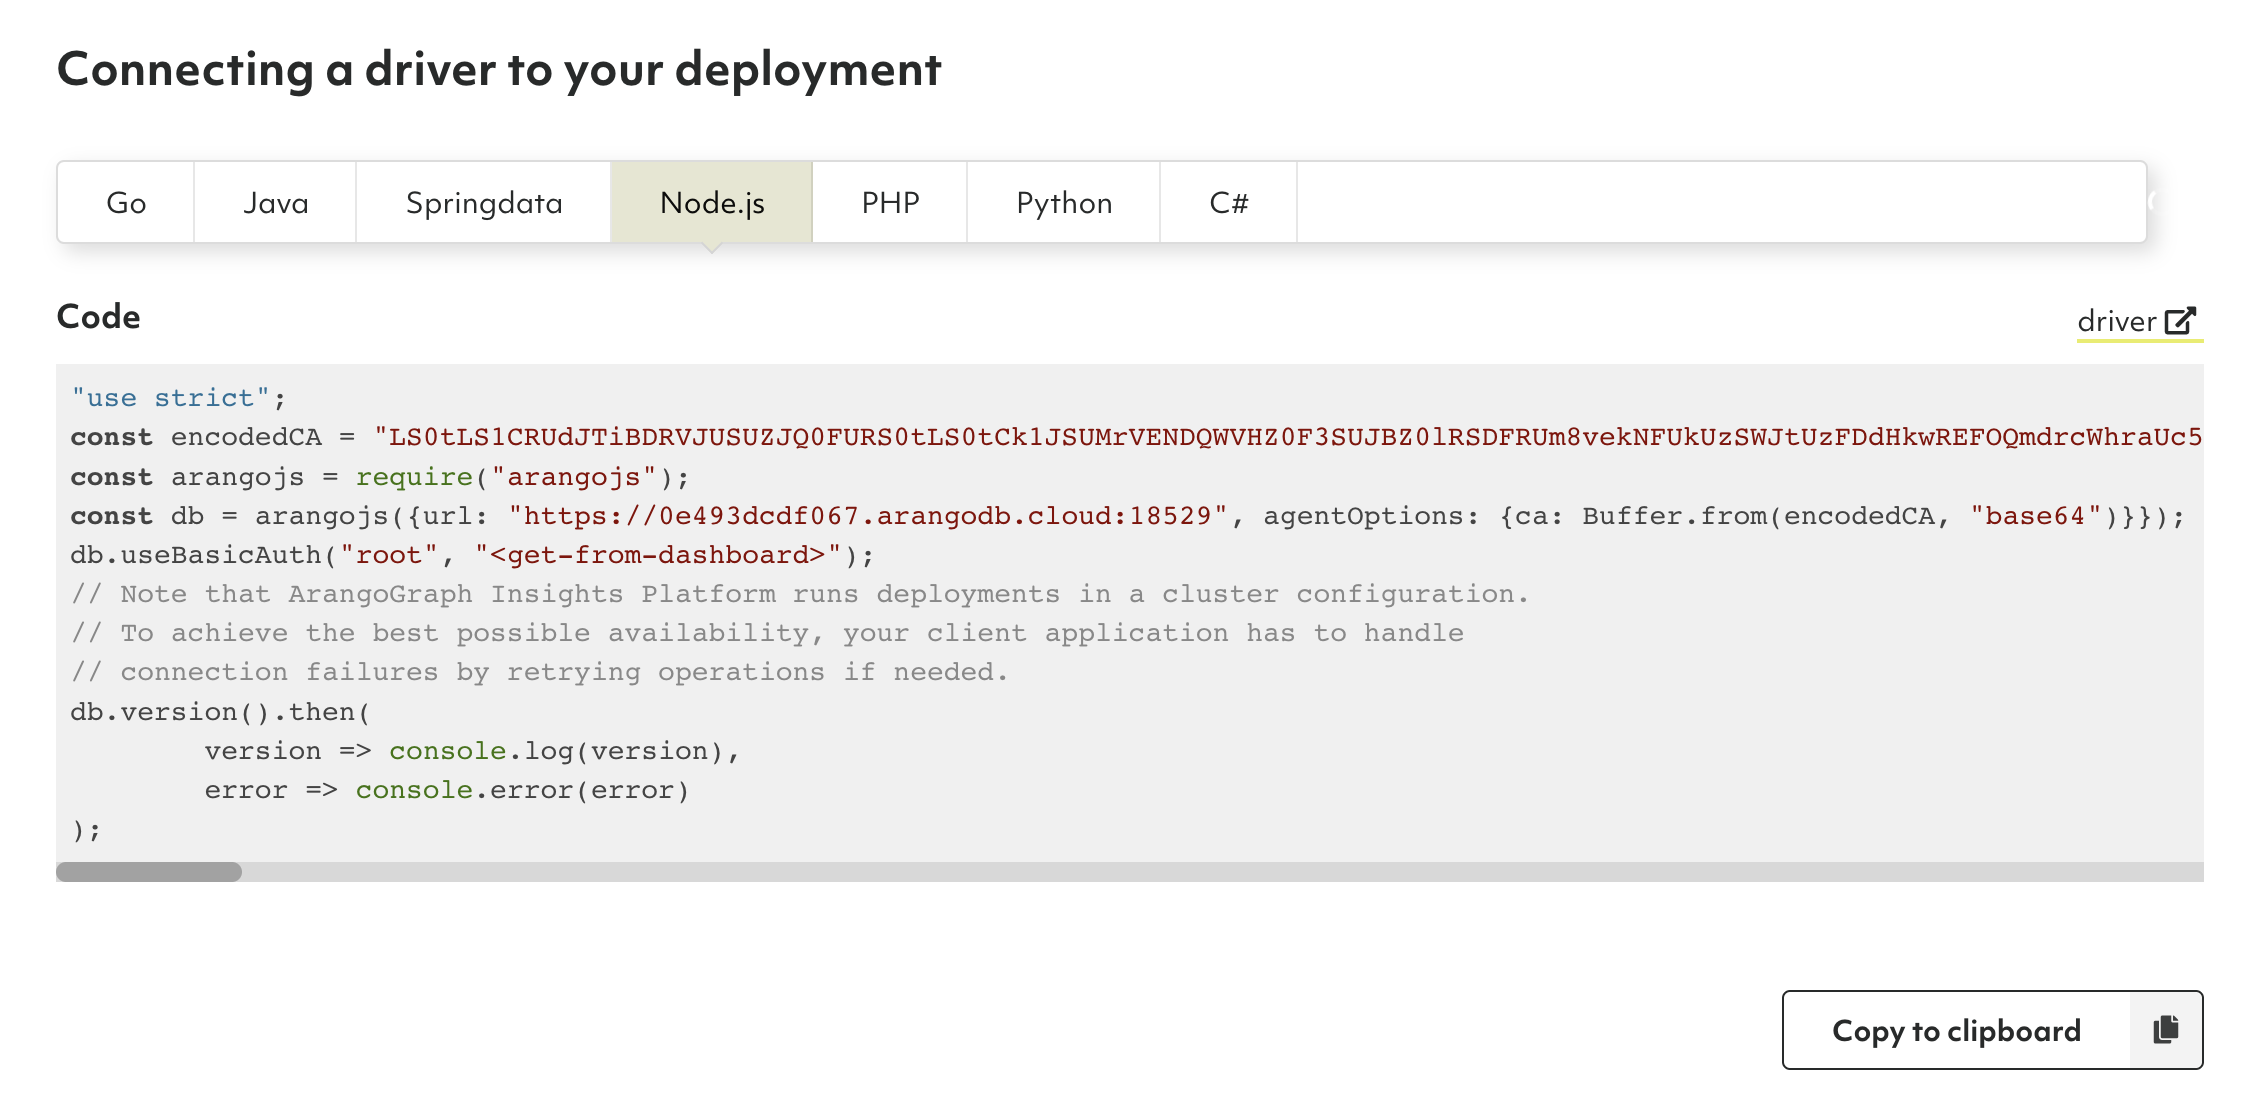 Connecting a driver to your deployment
Go Java Springdata Node.js PHP Python C#
Code
driver
"use strict";
const encodedCA = "LS0tLS1CRUdJTiBDRVJUSUZJQ0FURS0tLS0tCk1JSUMrVENDQWVHZ0F3SUJBZ0lRSDFRUm8vekNFUkUzSWJtUzFDdHkwREFOQmdrcWhraUc5
const arangojs = require("arangojs");
const db = arangojs({url: "https://0e493dcdf067.arangodb.cloud:18529", agentOptions: {ca: Buffer.from(encodedCA, "base64")}});
db.useBasicAuth("root", "<get-from-dashboard>");
// Note that ArangoGraph Insights Platform runs deployments in a cluster configuration.
// To achieve the best possible availability, your client application has to handle
// connection failures by retrying operations if needed.
db.version().then(
        version => console.log(version),
        error => console.error(error)
);
Copy to clipboard